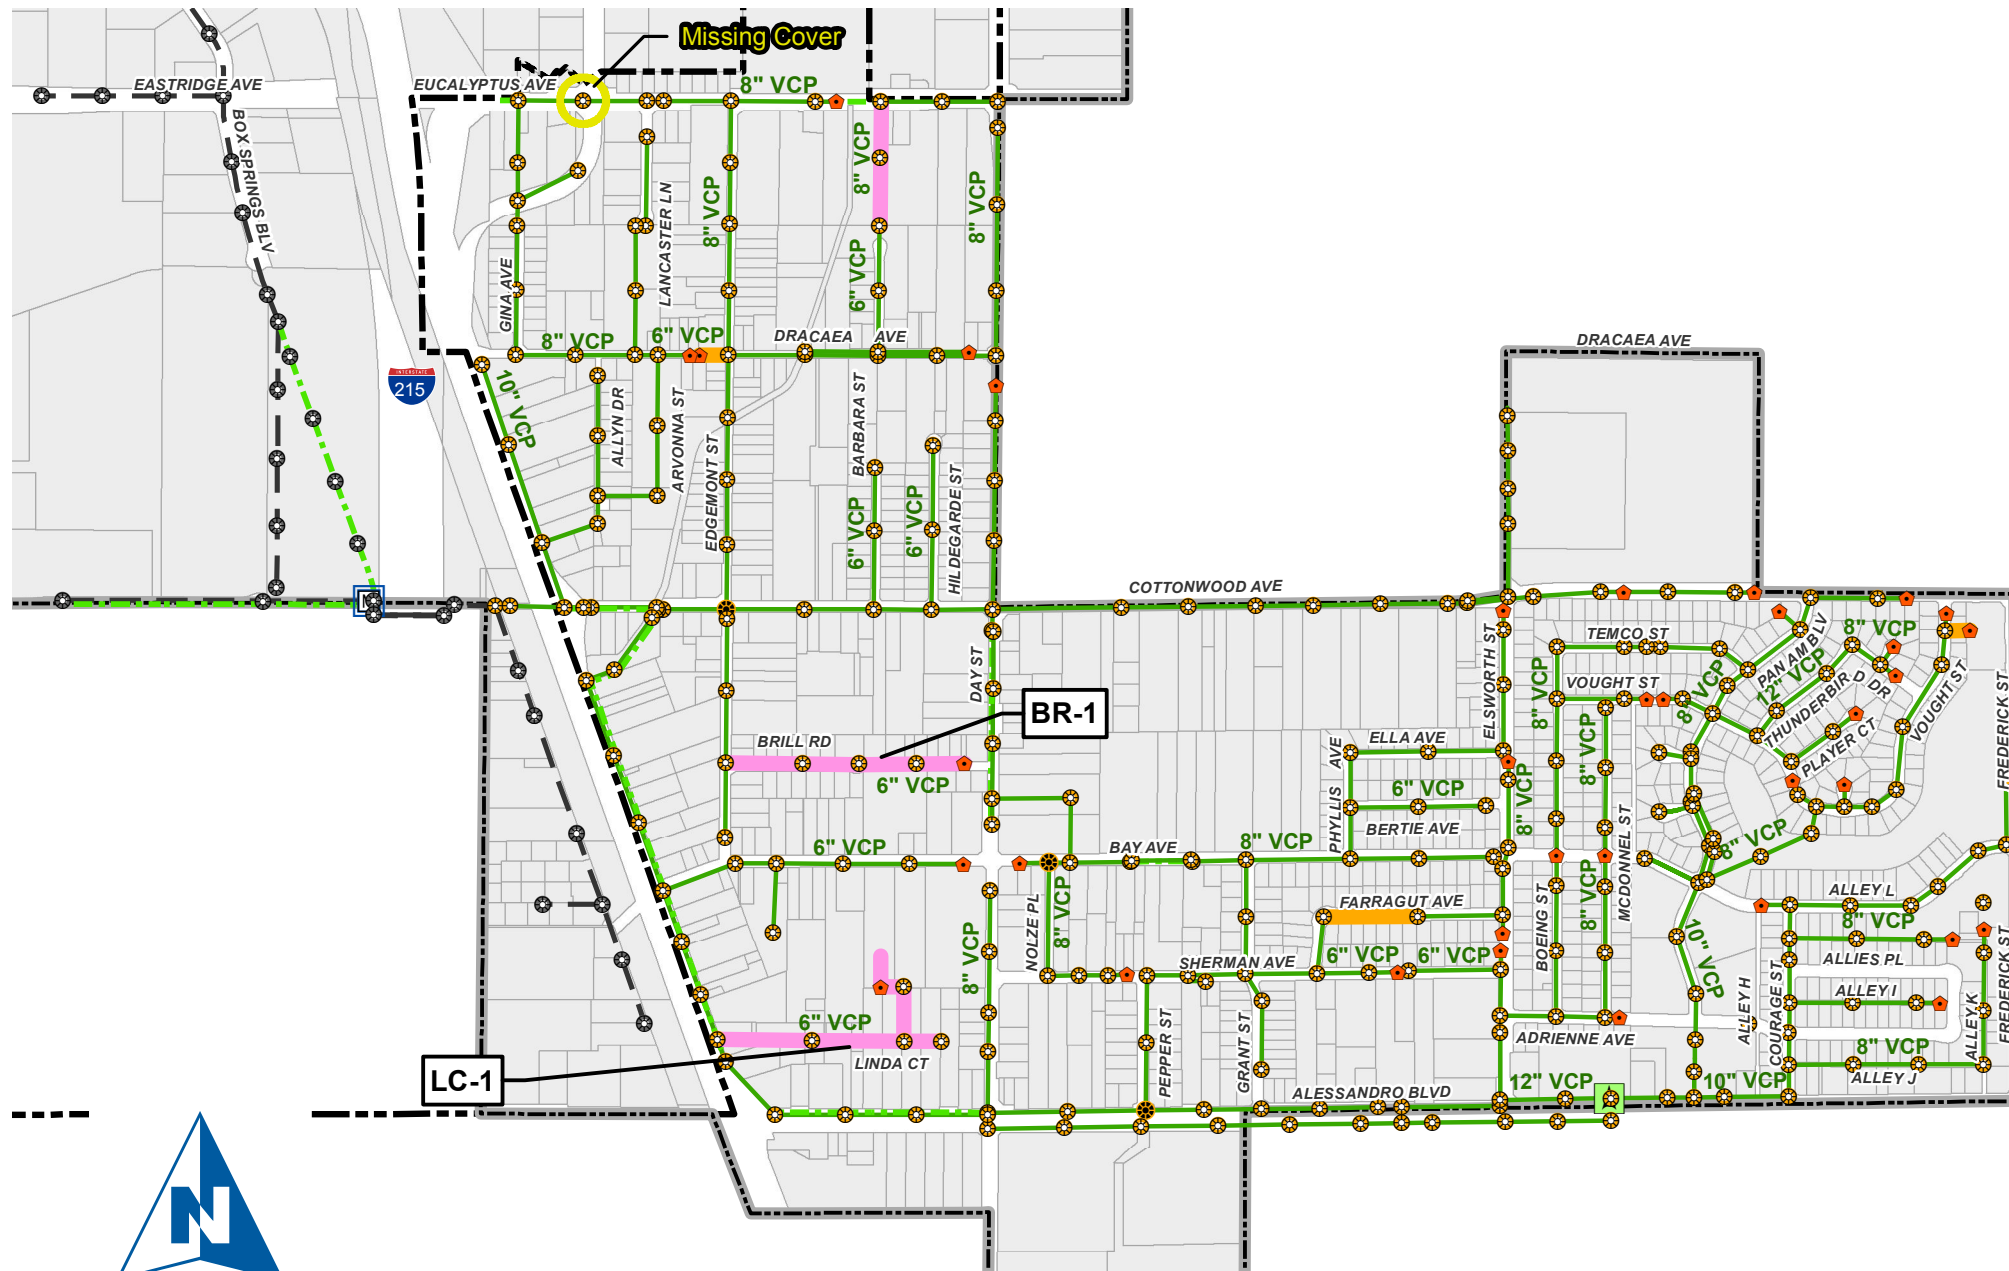 Missing Cover
EASTRIDGE AVE
EUCALYPTUS AVE
8" VCP
BOX SPRINGS BLV
8" VCP
8" VCP
8" VCP
LANCASTER LN
GINA AVE
6" VCP
8" VCP
6" VCP
DRACAEA AVE
DRACAEA AVE
INTERSTATE
215
10" VCP
ALLYN DR
ARVONNA ST
EDGEMONT ST
BARBARA ST
HILDEGARDE ST
6" VCP
6" VCP
COTTONWOOD AVE
DAY ST
ELSWORTH ST
TEMCO ST
PAN AM BLV
8" VCP
VOUGHT ST
8" VCP
8" VCP
12" VCP
THUNDERBIRD DR
VOUGHT ST
FREDERICK ST
BR-1
BRILL RD
6" VCP
ELLA AVE
PHYLLIS AVE
6" VCP
BERTIE AVE
8" VCP
8" VCP
PLAYER CT
MCDONNEL ST
8" VCP
6" VCP
BAY AVE
8" VCP
NOLZE PL
8" VCP
8" VCP
FARRAGUT AVE
6" VCP
6" VCP
SHERMAN AVE
BOEING ST
8" VCP
10" VCP
ALLEY L
8" VCP
ALLIES PL
ALLEY I
ALLEY H
COURAGE ST
ALLEY K
FREDERICK ST
6" VCP
LINDA CT
LC-1
PEPPER ST
GRANT ST
ADRIENNE AVE
8" VCP
ALLEY J
ALESSANDRO BLVD
12" VCP
10" VCP
N